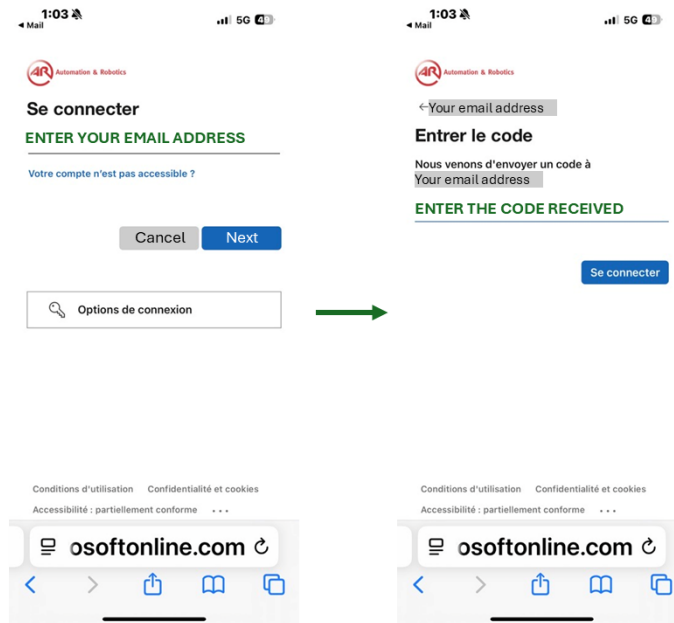 1:03
Mail
5G 49
AR Automation & Robotics
Se connecter
ENTER YOUR EMAIL ADDRESS
Votre compte n'est pas accessible ?
Cancel
Next
Options de connexion
Conditions d'utilisation Confidentialité et cookies
Accessibilité : partiellement conforme ...
osoftonline.com
1:03
Mail
5G 49
AR Automation & Robotics
Your email address
Entrer le code
Nous venons d'envoyer un code à
Your email address
ENTER THE CODE RECEIVED
Se connecter
Conditions d'utilisation Confidentialité et cookies
Accessibilité : partiellement conforme ...
osoftonline.com